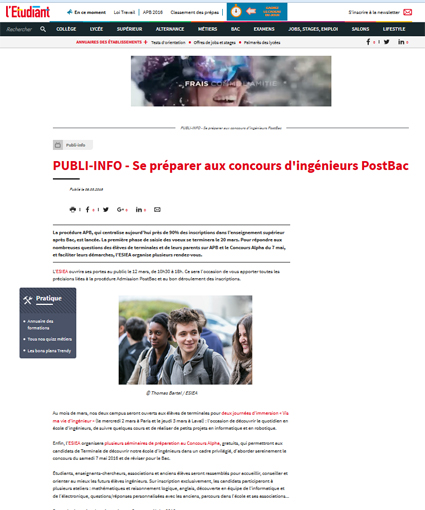 l'Etudiant
En ce moment
Loi Travail
APB 2016
Classement des prépas
S'inscrire à la newsletter
Rechercher
COLLÈGE
LYCÉE
SUPÉRIEUR
ALTERNANCE
MÉTIERS
BAC
EXAMENS
JOBS, STAGES, EMPLOI
SALONS
LIFESTYLE
ANNUAIRES DES ÉTABLISSEMENTS
Tests d'orientation
Offres de jobs et stages
Palmarès des lycées
FRAIS
PUBLI-INFO - Se préparer aux concours d'ingénieurs PostBac
Publi-info
PUBLI-INFO - Se préparer aux concours d'ingénieurs PostBac
Publié le
La procédure APB, qui centralise aujourd'hui près de 90% des inscriptions dans l'enseignement supérieur
après Bac, est lancée. La première phase de saisie des voeux se terminera le 20 mars. Pour répondre aux
nombreuses questions des élèves de terminales et de leurs parents sur APB et le Concours Alpha du 7 mai,
et faciliter leurs démarches, l'ESIEA organise plusieurs rendez-vous.
L'ESIEA ouvrira ses portes au public le 12 mars, de 10h30 à 18h. Ce sera l'occasion de vous apporter toutes les
précisions liées à la procédure Admission PostBac et au bon déroulement des inscriptions.
Pratique
Annuaire des
formations
Tous nos quizz métiers
Les bons plans Trendy
© Thomas Bartel / ESIEA
Au mois de mars, nos deux campus seront ouverts aux élèves de terminales pour deux journées d'immersion « Vis
ma vie d'ingénieur » (le mercredi 2 mars à Paris et le jeudi 3 mars à Laval) : l'occasion de découvrir le quotidien en
école d'ingénieurs, de suivre quelques cours et de réaliser de petits projets en informatique et en robotique.
Enfin, l'ESIEA organisera plusieurs séminaires de préparation au Concours Alpha, gratuits, qui permettront aux
candidats de Terminale de découvrir notre école d'ingénieurs dans un cadre privilégié, d'aborder sereinement le
concours du samedi 7 mai 2016 et de réviser pour le Bac.
Étudiants, enseignants-chercheurs, associations et anciens élèves seront rassemblés pour accueillir, conseiller et
orienter au mieux les futurs élèves ingénieurs. Sur inscription exclusivement, les candidats participeront à
plusieurs ateliers : mathématiques et raisonnement logique, anglais, découverte en équipe de l'informatique et
de l'électronique, questions/réponses personnalisées avec les anciens, parcours dans l'école et ses associations...